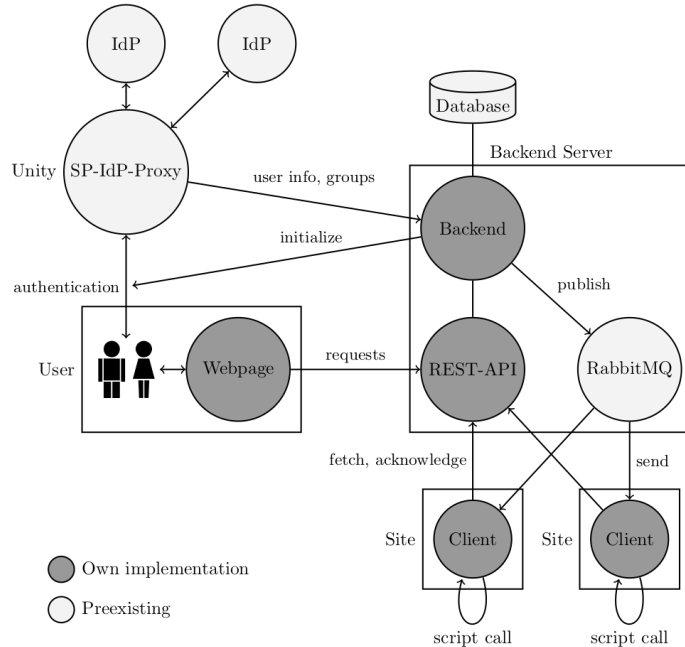 IdP
IdP
Database
Backend Server
Unity
SP-IdP-Proxy
user info, groups
Backend
initialize
publish
authentication
User
Webpage
requests
REST-API
RabbitMQ
fetch, acknowledge
send
Site
Client
Site
Client
Own implementation
Preexisting
script call
script call